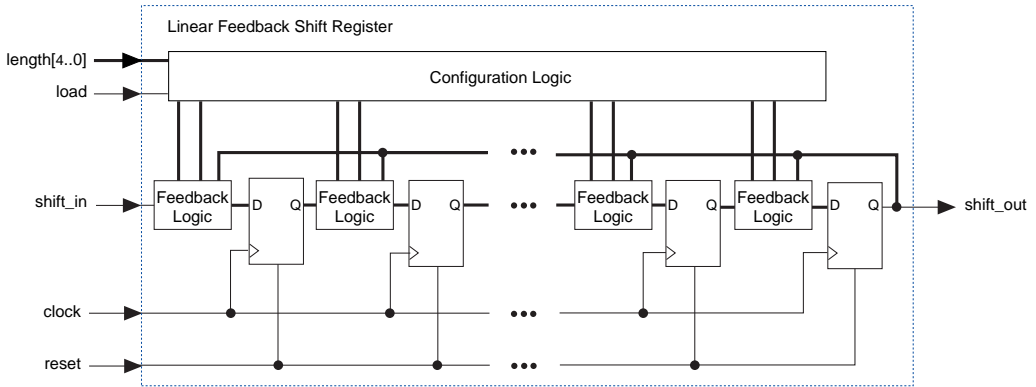 Linear Feedback Shift Register
length[4..0]
Configuration Logic
load
shift_in
Feedback
Logic
D Q
Feedback
Logic
D Q
Feedback
Logic
D Q
Feedback
Logic
D Q
shift_out
clock
reset